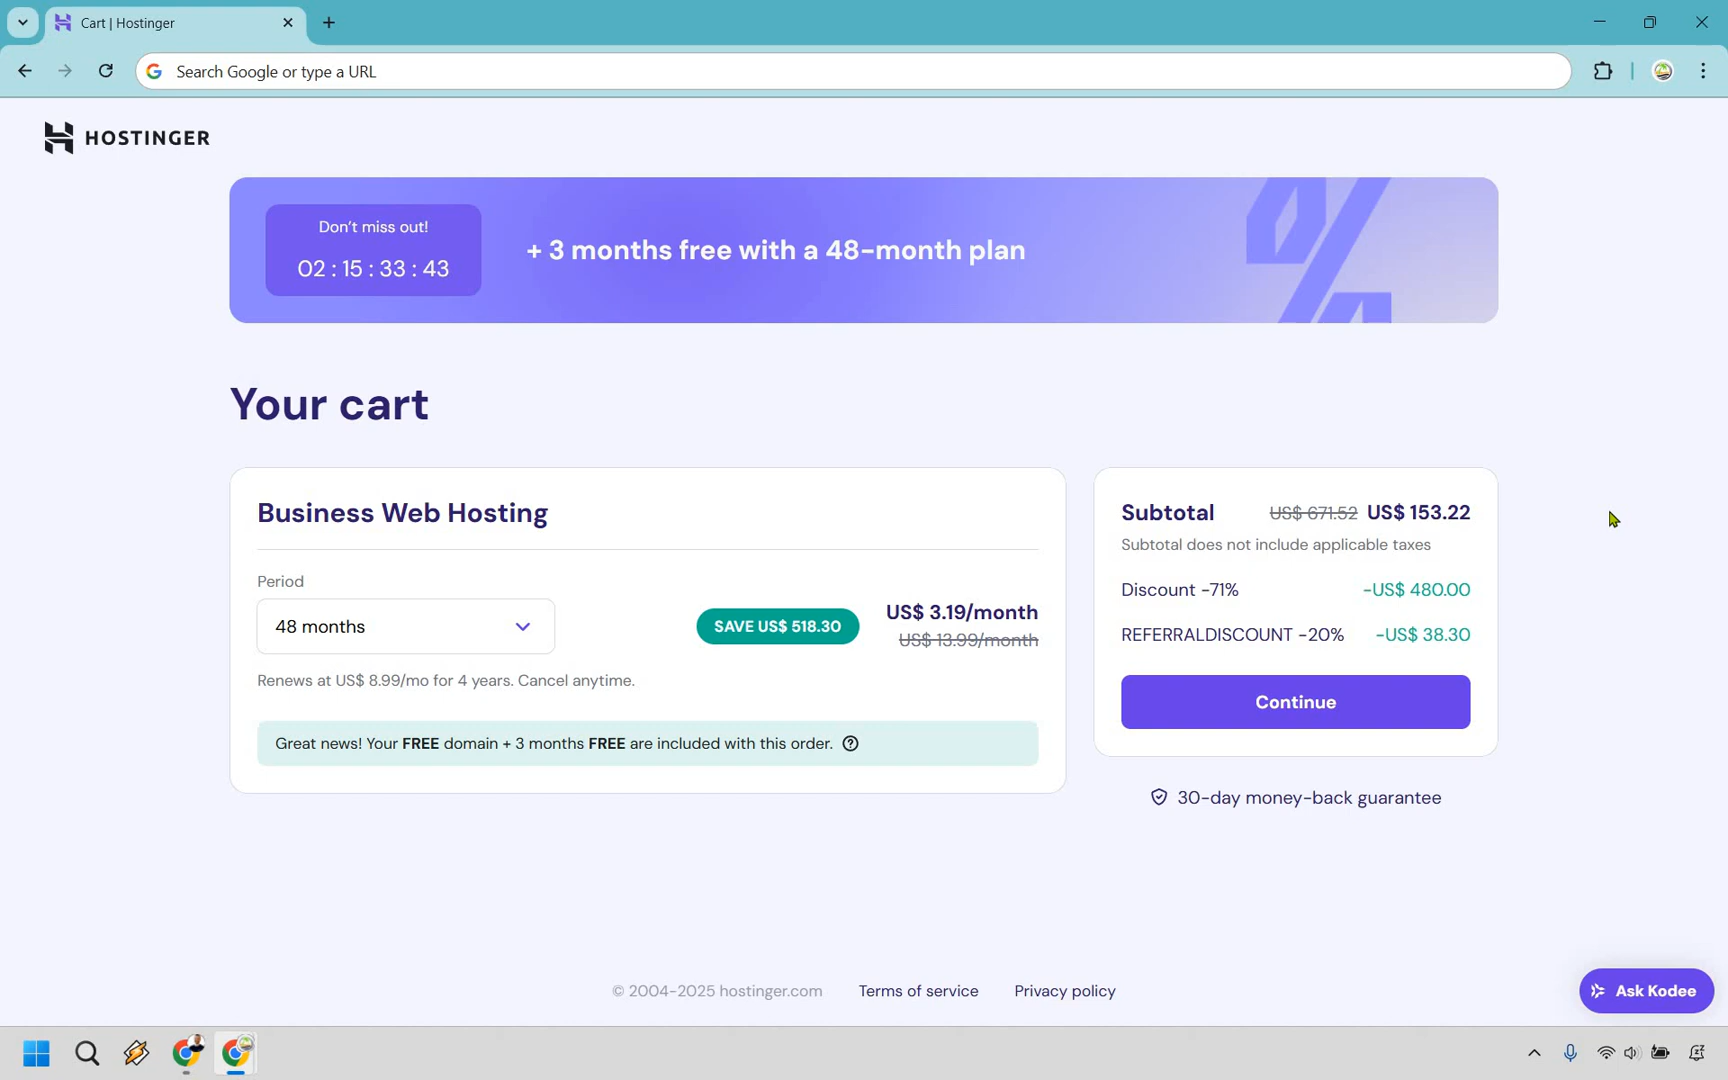 Cart | Hostinger
Search Google or type a URL
HOSTINGER
Don't miss out!
02 : 15 : 33 : 43
+ 3 months free with a 48-month plan
Your cart
Business Web Hosting
Period
48 months
SAVE US$ 518.30
US$ 3.19/month
US$ 13.99/month
Renews at US$ 8.99/mo for 4 years. Cancel anytime.
Great news! Your FREE domain + 3 months FREE are included with this order.
Subtotal US$ 671.52 US$ 153.22
Subtotal does not include applicable taxes
Discount -71% -US$ 480.00
REFERRALDISCOUNT -20% -US$ 38.30
Continue
30-day money-back guarantee
© 2004-2025 hostinger.com Terms of service Privacy policy
Ask Kodee